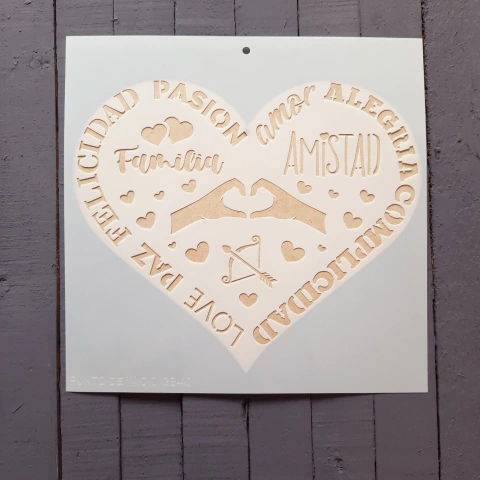 PASION
amor
ALEGRIA
FELICIDAD
Familia
AMISTAD
COMPLICIDAD
PAZ
LOVE